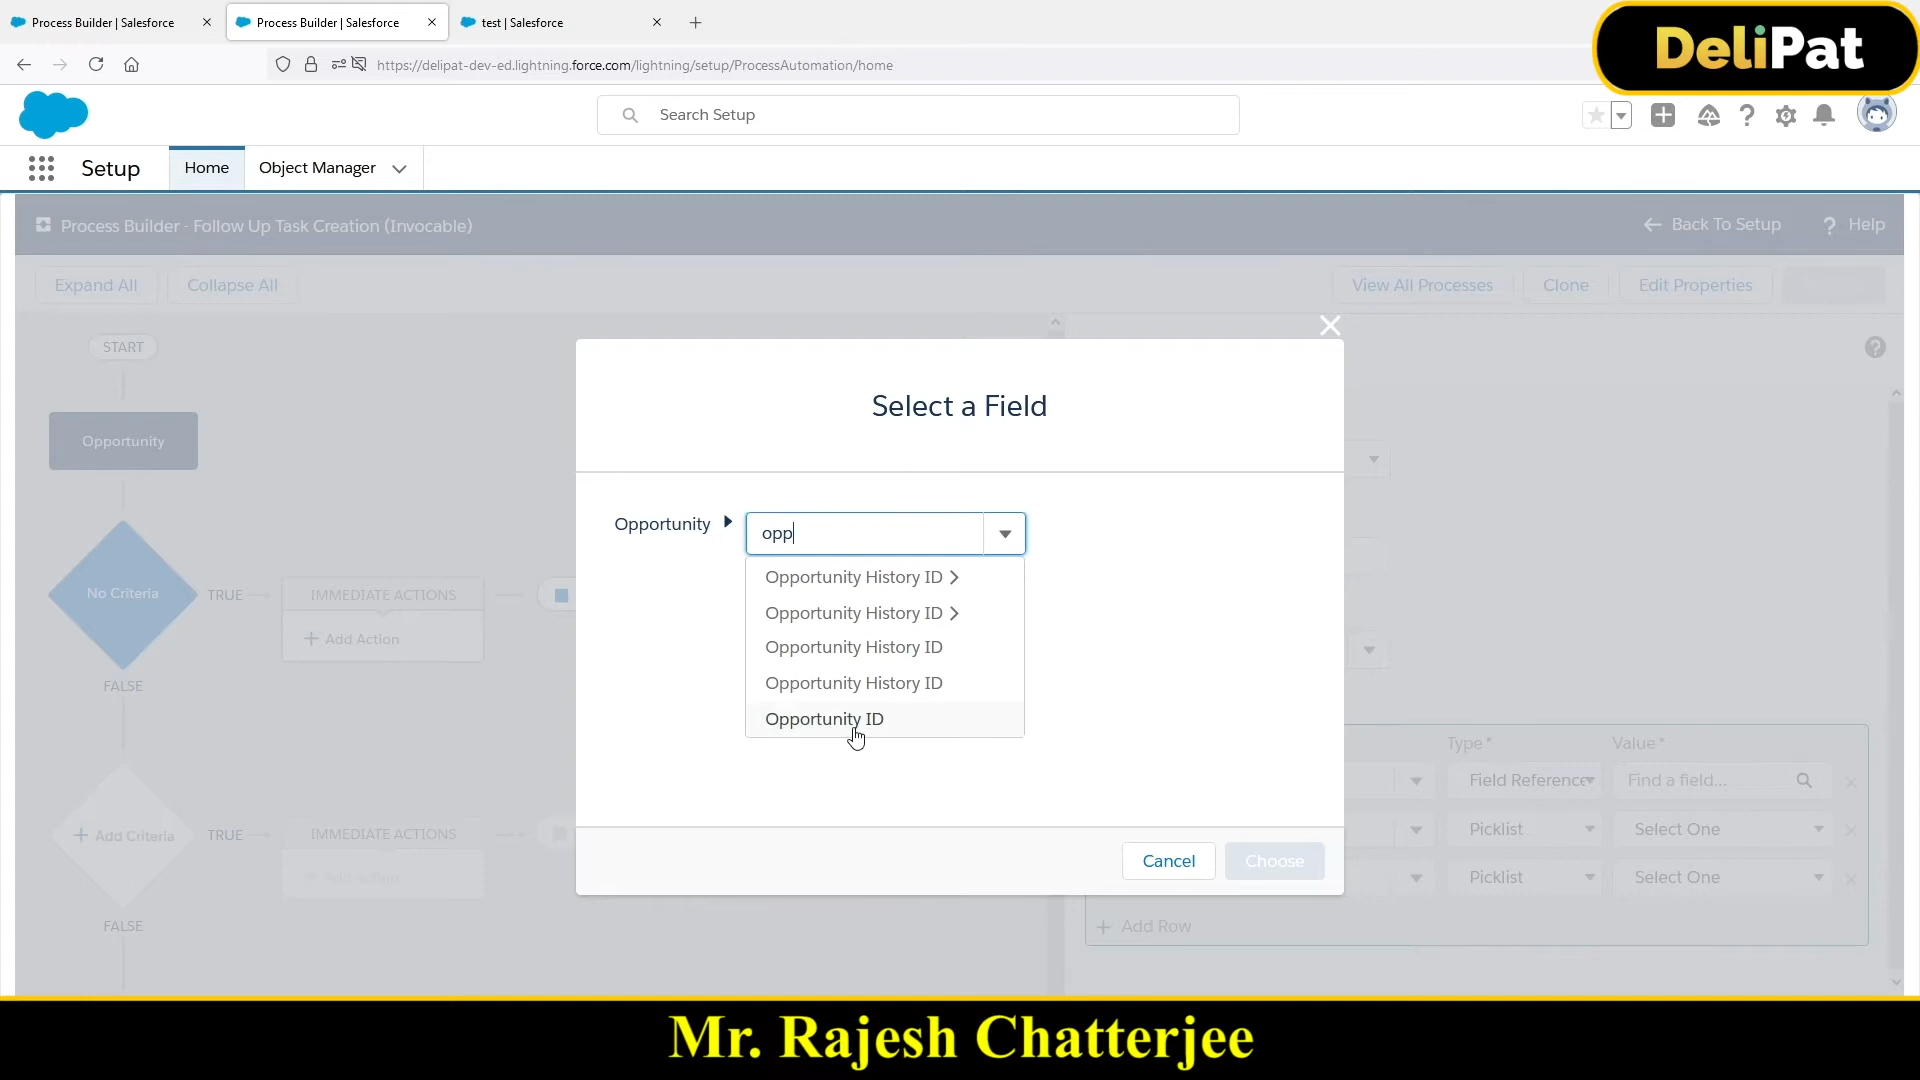 Process Builder | Salesforce
Process Builder | Salesforce
test | Salesforce
DeliPat
https://delipat-dev-ed.lightning.force.com/lightning/setup/ProcessAutomation/home
Search Setup
Setup
Home
Object Manager
Process Builder - Follow Up Task Creation (Invocable)
Back To Setup
? Help
Expand All
Collapse All
View All Processes
Clone
Edit Properties
START
Opportunity
No Criteria
TRUE
IMMEDIATE ACTIONS
+ Add Action
FALSE
+ Add Criteria
TRUE
IMMEDIATE ACTIONS
+ Add Action
FALSE
Select a Field
Opportunity
opp
Opportunity History ID >
Opportunity History ID >
Opportunity History ID
Opportunity History ID
Opportunity ID
Cancel
Choose
Type *
Value *
Field Reference
Find a field...
Picklist
Select One
Picklist
Select One
+ Add Row
Mr. Rajesh Chatterjee